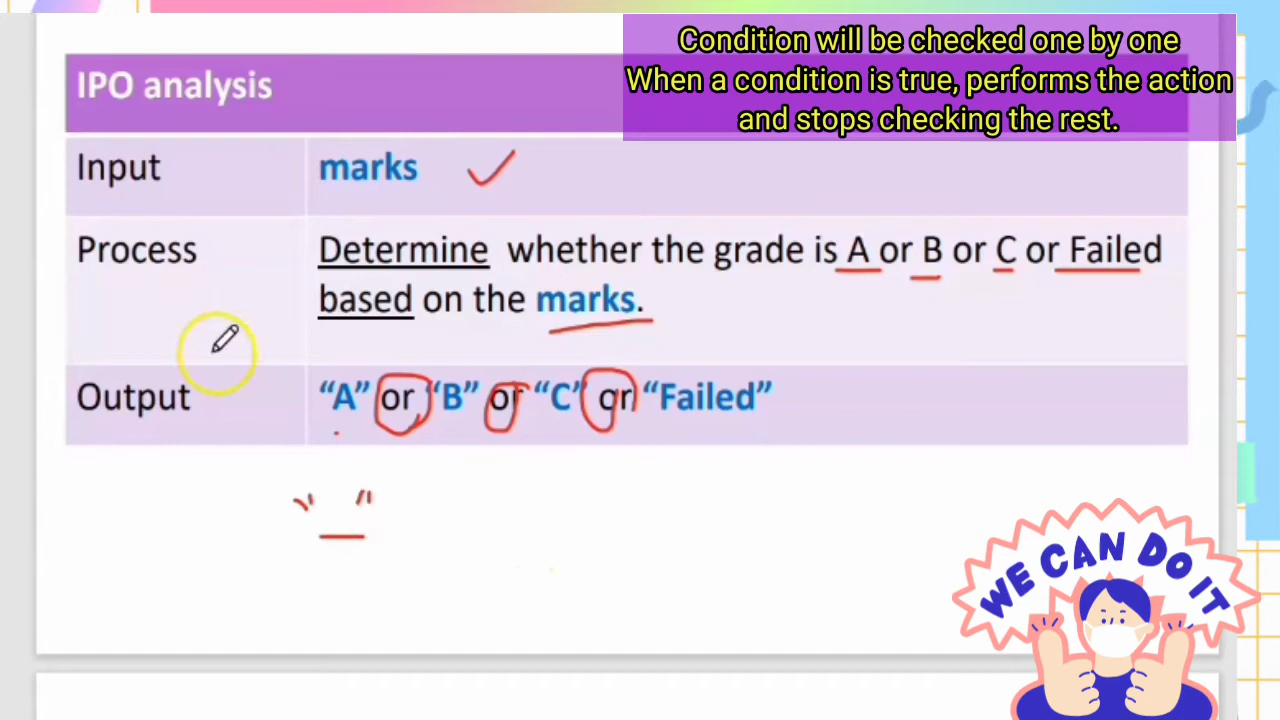 Condition will be checked one by one
When a condition is true, performs the action
and stops checking the rest.
IPO analysis
Input marks
Process Determine whether the grade is A or B or C or Failed
based on the marks.
Output “A” or “B” or “C” or “Failed”
“ ”
WE CAN DO IT